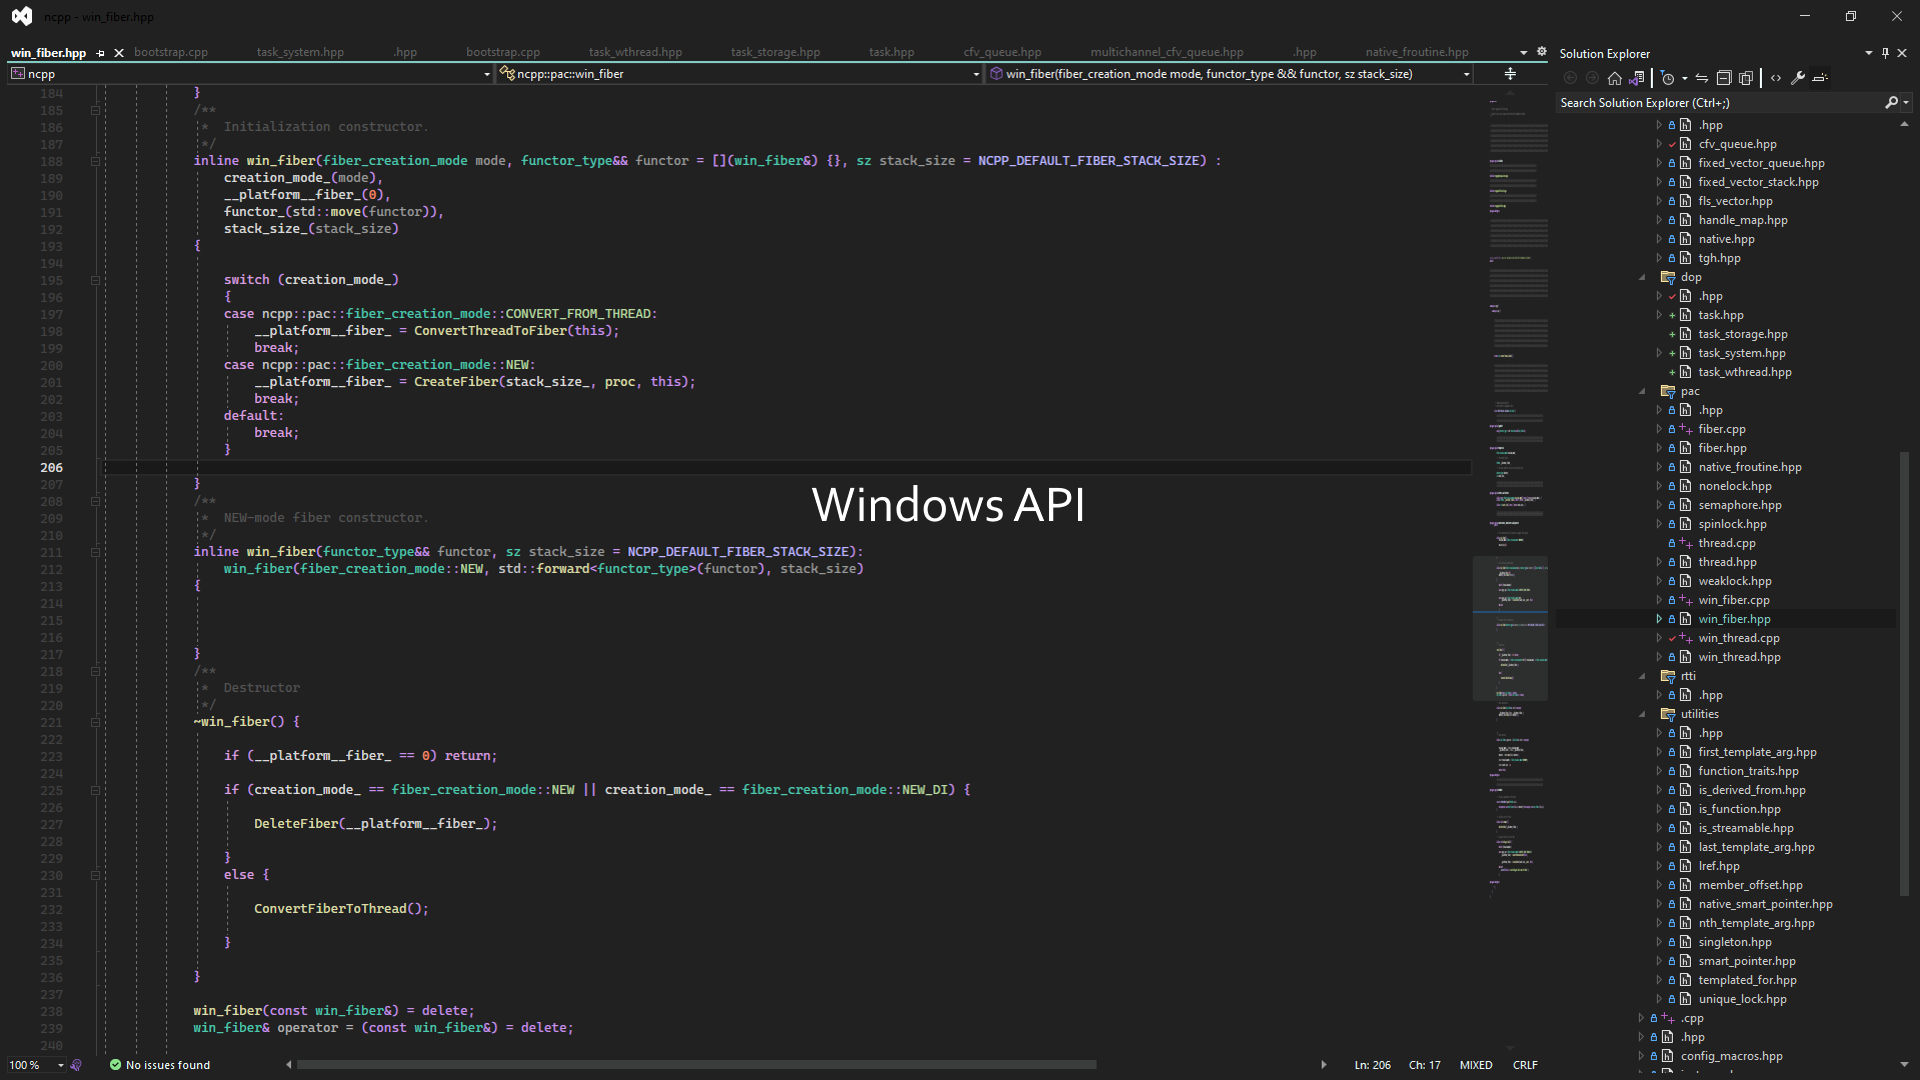 ncpp - win_fiber.hpp
win_fiber.hpp bootstrap.cpp task_system.hpp .hpp bootstrap.cpp task_wthread.hpp task_storage.hpp task.hpp cfv_queue.hpp multichannel_cfv_queue.hpp .hpp native_froutine.hpp
ncpp ncpp::pac::win_fiber win_fiber(fiber_creation_mode mode, functor_type && functor, sz stack_size)
184 }
185 /**
186 * Initialization constructor.
187 */
188 inline win_fiber(fiber_creation_mode mode, functor_type&& functor = [](win_fiber&) {}, sz stack_size = NCPP_DEFAULT_FIBER_STACK_SIZE) :
189 creation_mode_(mode),
190 __platform__fiber_(0),
191 functor_(std::move(functor)),
192 stack_size_(stack_size)
193 {
194
195 switch (creation_mode_)
196 {
197 case ncpp::pac::fiber_creation_mode::CONVERT_FROM_THREAD:
198 __platform__fiber_ = ConvertThreadToFiber(this);
199 break;
200 case ncpp::pac::fiber_creation_mode::NEW:
201 __platform__fiber_ = CreateFiber(stack_size_, proc, this);
202 break;
203 default:
204 break;
205 }
206
207 }
208 /**
209 * NEW-mode fiber constructor.
210 */
211 inline win_fiber(functor_type&& functor, sz stack_size = NCPP_DEFAULT_FIBER_STACK_SIZE):
212 win_fiber(fiber_creation_mode::NEW, std::forward<functor_type>(functor), stack_size)
213 {
214
215
216
217 }
218 /**
219 * Destructor
220 */
221 ~win_fiber() {
222
223 if (__platform__fiber_ == 0) return;
224
225 if (creation_mode_ == fiber_creation_mode::NEW || creation_mode_ == fiber_creation_mode::NEW_DI) {
226
227 DeleteFiber(__platform__fiber_);
228
229 }
230 else {
231
232 ConvertFiberToThread();
233
234 }
235
236 }
237
238 win_fiber(const win_fiber&) = delete;
239 win_fiber& operator = (const win_fiber&) = delete;
240
Windows API
100 % No issues found Ln: 206 Ch: 17 MIXED CRLF
Solution Explorer
Search Solution Explorer (Ctrl+;)
.hpp
cfv_queue.hpp
fixed_vector_queue.hpp
fixed_vector_stack.hpp
fls_vector.hpp
handle_map.hpp
native.hpp
tgh.hpp
dop
.hpp
task.hpp
task_storage.hpp
task_system.hpp
task_wthread.hpp
pac
.hpp
fiber.cpp
fiber.hpp
native_froutine.hpp
nonelock.hpp
semaphore.hpp
spinlock.hpp
thread.cpp
thread.hpp
weaklock.hpp
win_fiber.cpp
win_fiber.hpp
win_thread.cpp
win_thread.hpp
rtti
.hpp
utilities
.hpp
first_template_arg.hpp
function_traits.hpp
is_derived_from.hpp
is_function.hpp
is_streamable.hpp
last_template_arg.hpp
lref.hpp
member_offset.hpp
native_smart_pointer.hpp
nth_template_arg.hpp
singleton.hpp
smart_pointer.hpp
templated_for.hpp
unique_lock.hpp
.cpp
.hpp
config_macros.hpp